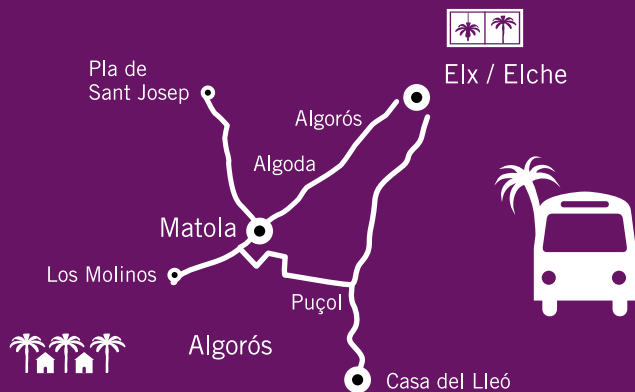 Elx / Elche
Pla de
Sant Josep
Algorós
Algoda
Matola
Los Molinos
Puçol
Algorós
Casa del Lleó